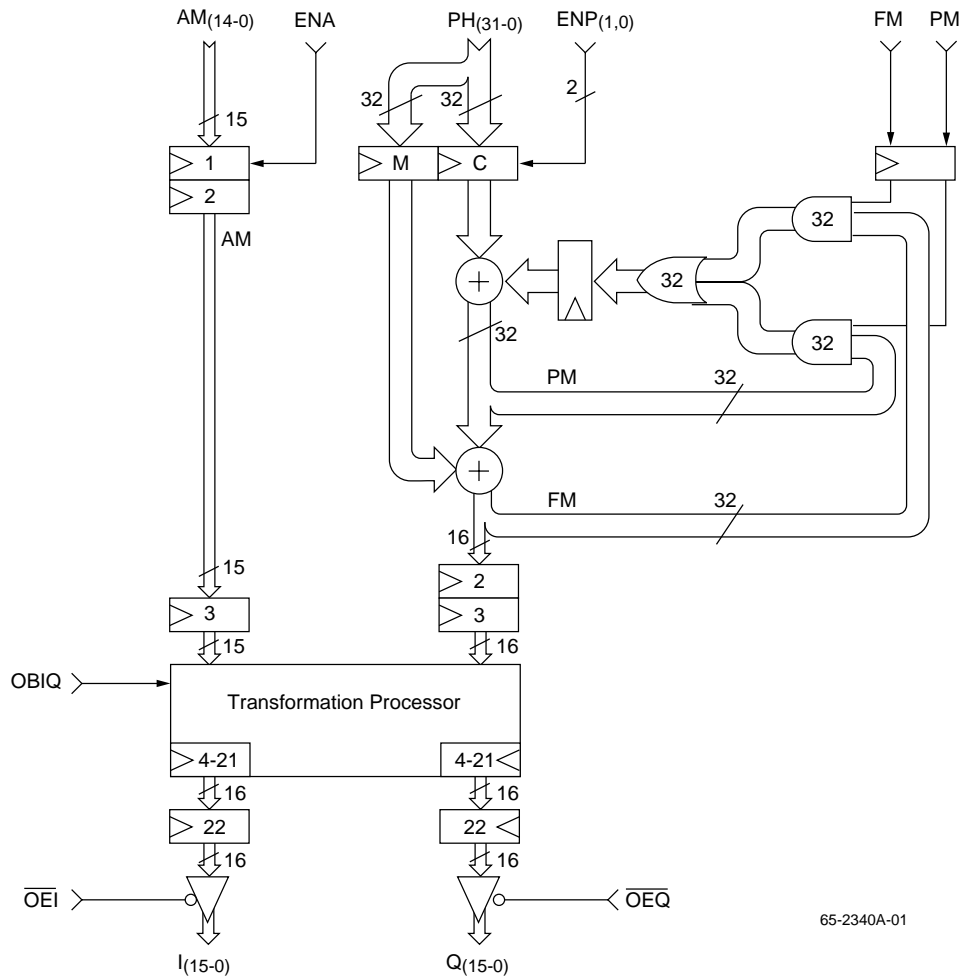 AM(14-0) ENA PH(31-0) ENP(1,0) FM PM
32 32 2
15
1 M C
2 32
AM
32 32
32 32
PM 32
FM 32
16
15 2
3 3
15 16
OBIQ Transformation Processor
4-21 4-21
16 16
22 22
16 16
OEI OEQ
65-2340A-01
I(15-0) Q(15-0)